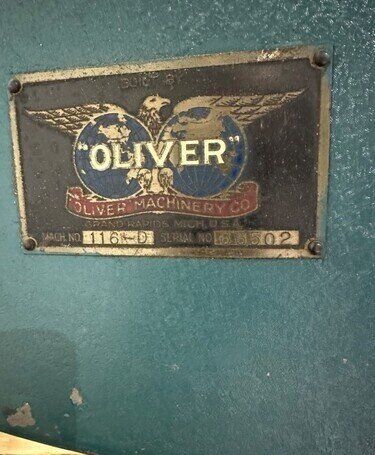 "OLIVER"
OLIVER MACHINERY CO
GRAND RAPIDS MICH. U.S.A.
MACH. NO 116-D SERIAL NO